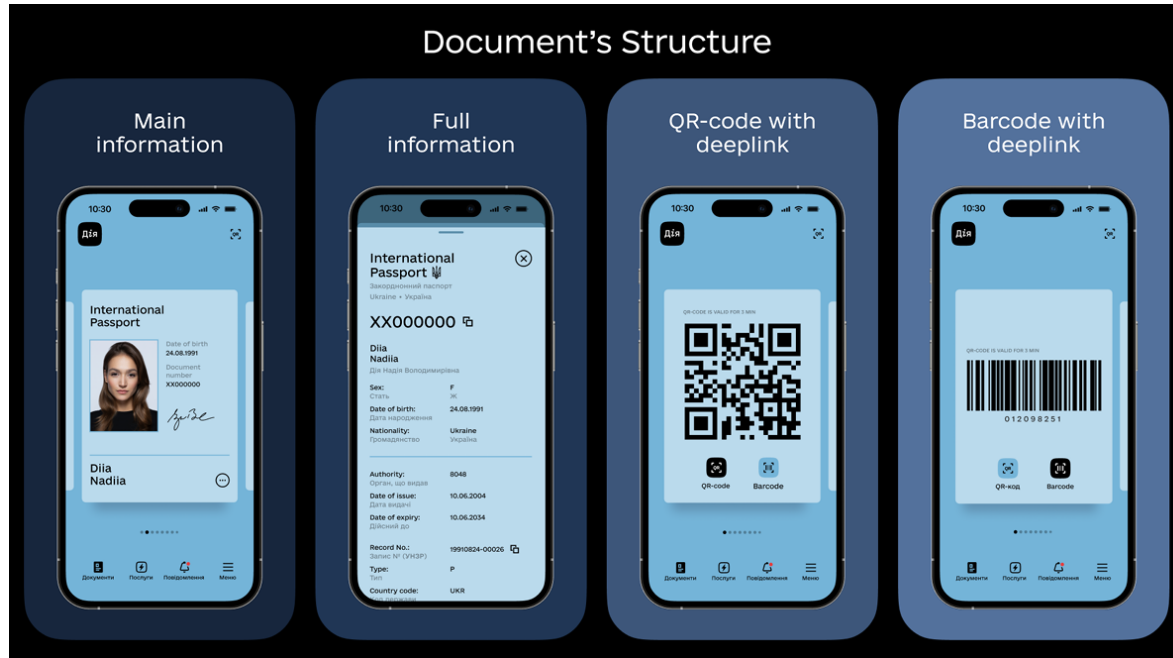 Document's Structure
Main
information
10:30
Дія
QR
International
Passport
Date of birth
24.08.1991
Document
number
XX000000
Diia
Nadiia
Документи
Послуги
Повідомлення
Меню
Full
information
10:30
International
Passport
Закордонний паспорт
Ukraine • Україна
XX000000
Diia
Nadiia
Дія Надія Володимирівна
Sex: F
Стать Ж
Date of birth: 24.08.1991
Дата народження
Nationality: Ukraine
Громадянство Україна
Authority: 8048
Орган, що видав
Date of issue: 10.06.2004
Дата видачі
Date of expiry: 10.06.2034
Дійсний до
Record No.: 19910824-00026
Запис № (УНЗР)
Type: P
Тип
Country code: UKR
QR-code with
deeplink
10:30
Дія
QR
QR-CODE IS VALID FOR 3 MIN
QR
QR-code
Barcode
Документи
Послуги
Повідомлення
Меню
Barcode with
deeplink
10:30
Дія
QR
QR-CODE IS VALID FOR 3 MIN
012098251
QR
QR-код
Barcode
Документи
Послуги
Повідомлення
Меню